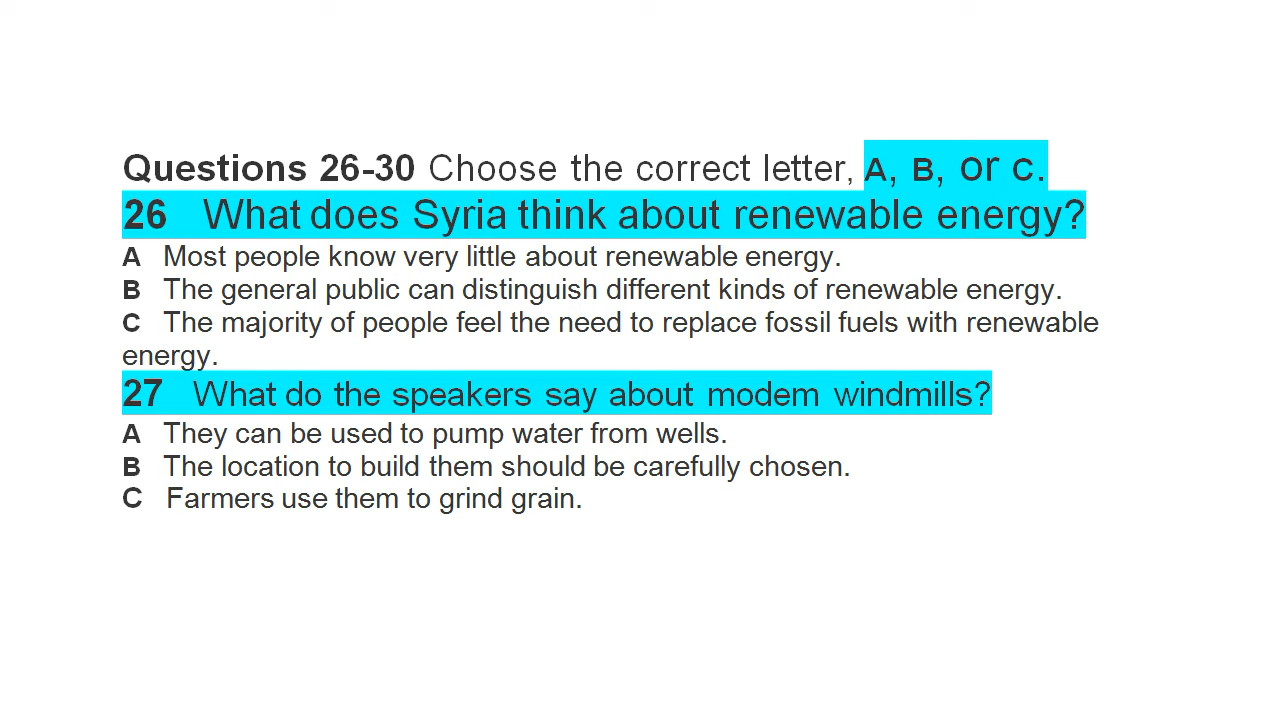 Questions 26-30 Choose the correct letter, A, B, or c.
26 What does Syria think about renewable energy?
A Most people know very little about renewable energy.
B The general public can distinguish different kinds of renewable energy.
C The majority of people feel the need to replace fossil fuels with renewable
energy.
27 What do the speakers say about modem windmills?
A They can be used to pump water from wells.
B The location to build them should be carefully chosen.
C Farmers use them to grind grain.